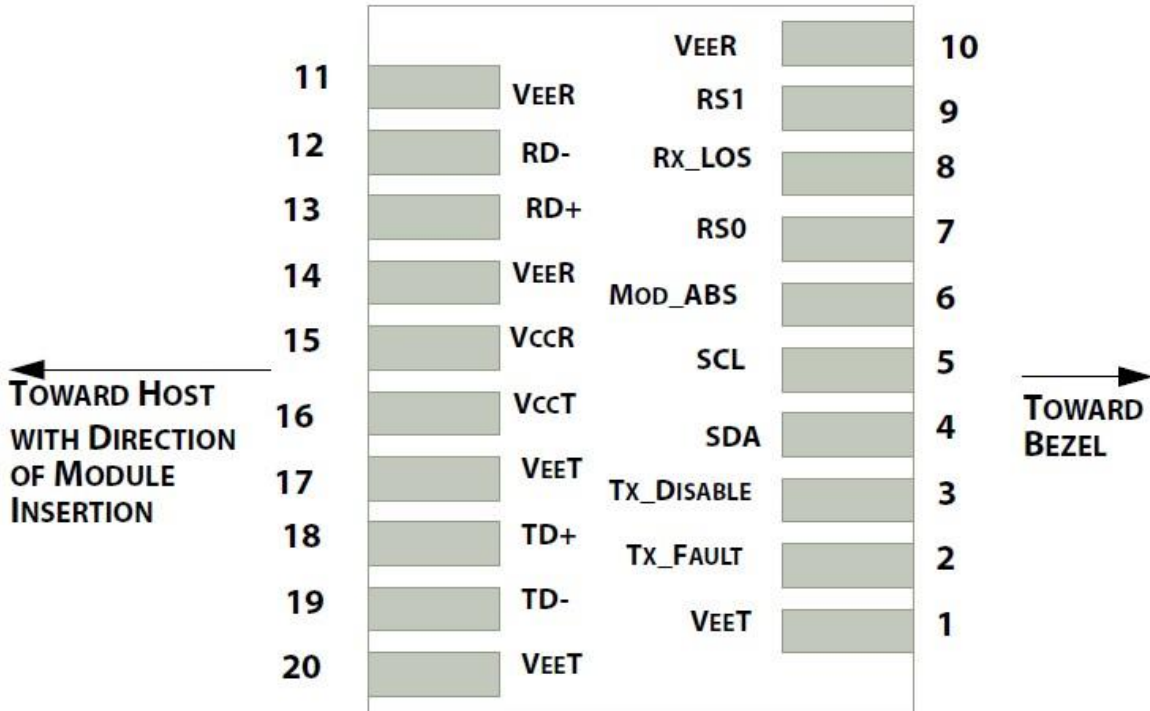 VEER 10
11 VEER
RS1 9
12 RD-
RX_LOS 8
13 RD+
RS0 7
14 VEER
MOD_ABS 6
15 VCCR
SCL 5
TOWARD HOST
WITH DIRECTION
OF MODULE
INSERTION
16 VCCT
TOWARD
BEZEL
SDA 4
17 VEET
TX_DISABLE 3
18 TD+
TX_FAULT 2
19 TD-
VEET 1
20 VEET